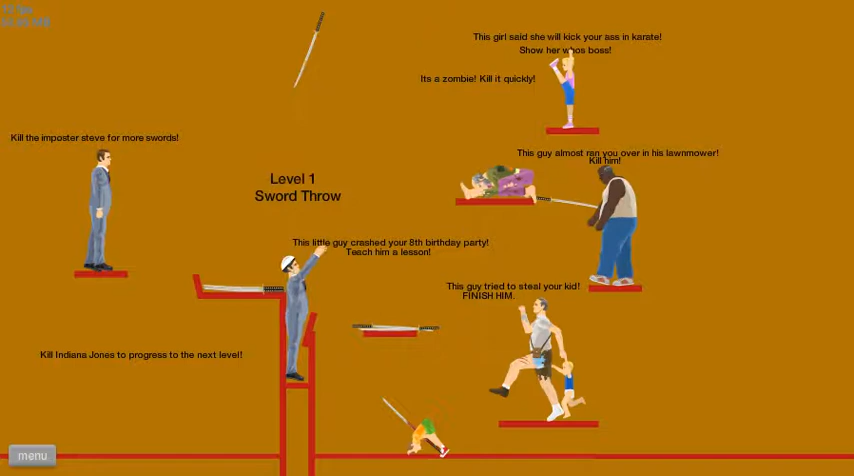 This girl said she will kick your ass in karate!
Show her whos boss!
Its a zombie! Kill it quickly!
Kill the imposter steve for more swords!
This guy almost ran you over in his lawnmower!
Kill him!
Level 1
Sword Throw
This little guy crashed your 8th birthday party!
Teach him a lesson!
This guy tried to steal your kid!
FINISH HIM.
Kill Indiana Jones to progress to the next level!
menu